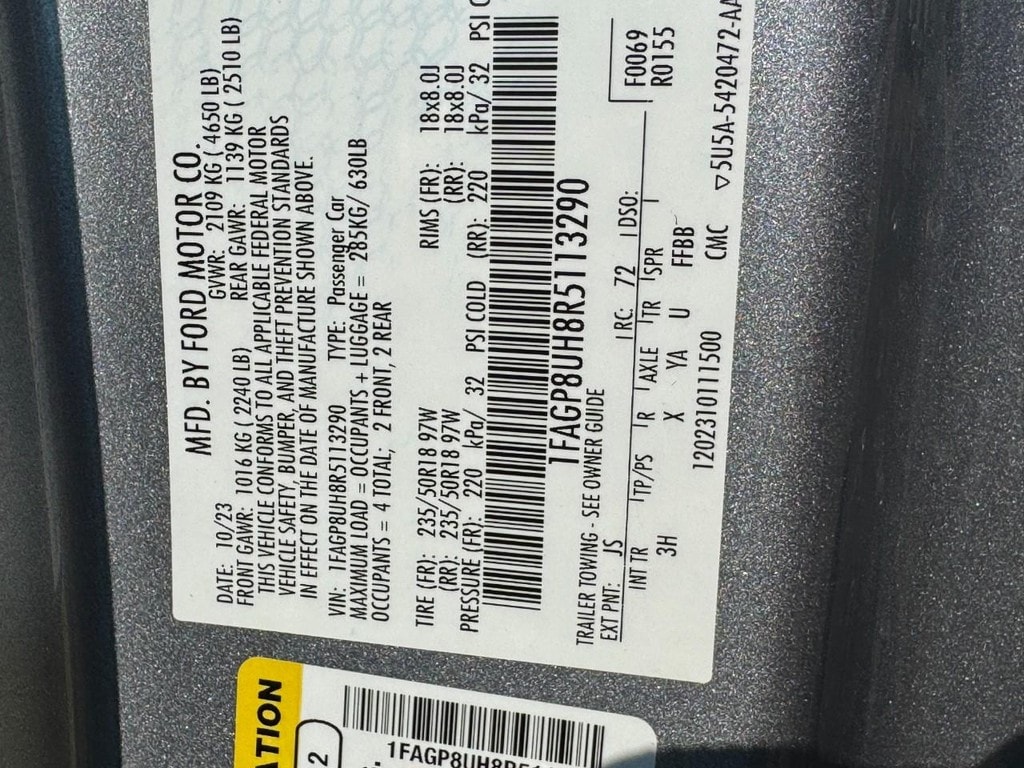 MFD. BY FORD MOTOR CO.
DATE: 10/23 GVWR: 2109 KG ( 4650 LB)
FRONT GAWR: 1016 KG ( 2240 LB) REAR GAWR: 1139 KG ( 2510 LB)
THIS VEHICLE CONFORMS TO ALL APPLICABLE FEDERAL MOTOR
VEHICLE SAFETY, BUMPER, AND THEFT PREVENTION STANDARDS
IN EFFECT ON THE DATE OF MANUFACTURE SHOWN ABOVE.
VIN: 1FAGP8UH8R5113290 TYPE: Passenger Car
MAXIMUM LOAD = OCCUPANTS + LUGGAGE = 285KG/ 630LB
OCCUPANTS = 4 TOTAL; 2 FRONT, 2 REAR
TIRE (FR): 235/50R18 97W RIMS (FR): 18x8.0J
(RR): 235/50R18 97W (RR): 18x8.0J
PRESSURE (FR): 220 kPa/ 32 PSI COLD (RR): 220 kPa/ 32 PSI
1FAGP8UH8R5113290
TRAILER TOWING - SEE OWNER GUIDE
F0069
EXT PNT: JS RC: 72 DSO: R0155
INT TR TP/PS R AXLE TR SPR
3H X YA U FFBB
1202310111500 CMC
▽5U5A-5420472-AA
ATION
2
1FAGP8UH8R51